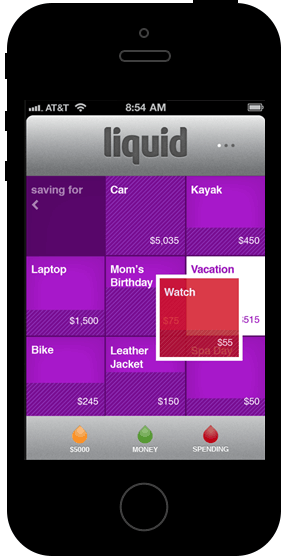 AT&T 8:54 AM
liquid
saving for
Car
Kayak
$5,035
$450
Laptop
Mom's
Birthday
Vacation
$1,500
$75
$515
Watch
$55
Bike
Leather
Jacket
Spa Day
$245
$150
$50
$5000
MONEY
SPENDING